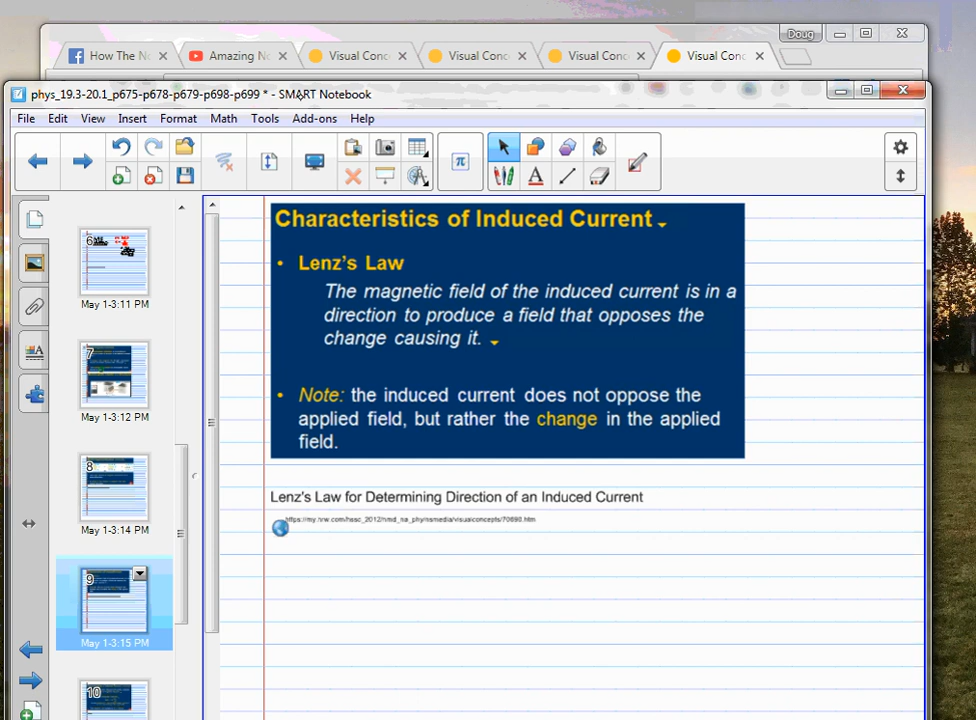 Doug
How The N
Amazing N
Visual Conc
Visual Conc
Visual Conc
Visual Conc
phys_19.3-20.1_p675-p678-p679-p698-p699 * - SMART Notebook
File Edit View Insert Format Math Tools Add-ons Help
6
May 1-3:11 PM
7
May 1-3:12 PM
8
May 1-3:14 PM
9
May 1-3:15 PM
10
Characteristics of Induced Current
• Lenz's Law
The magnetic field of the induced current is in a
direction to produce a field that opposes the
change causing it.
• Note: the induced current does not oppose the
applied field, but rather the change in the applied
field.
Lenz's Law for Determining Direction of an Induced Current